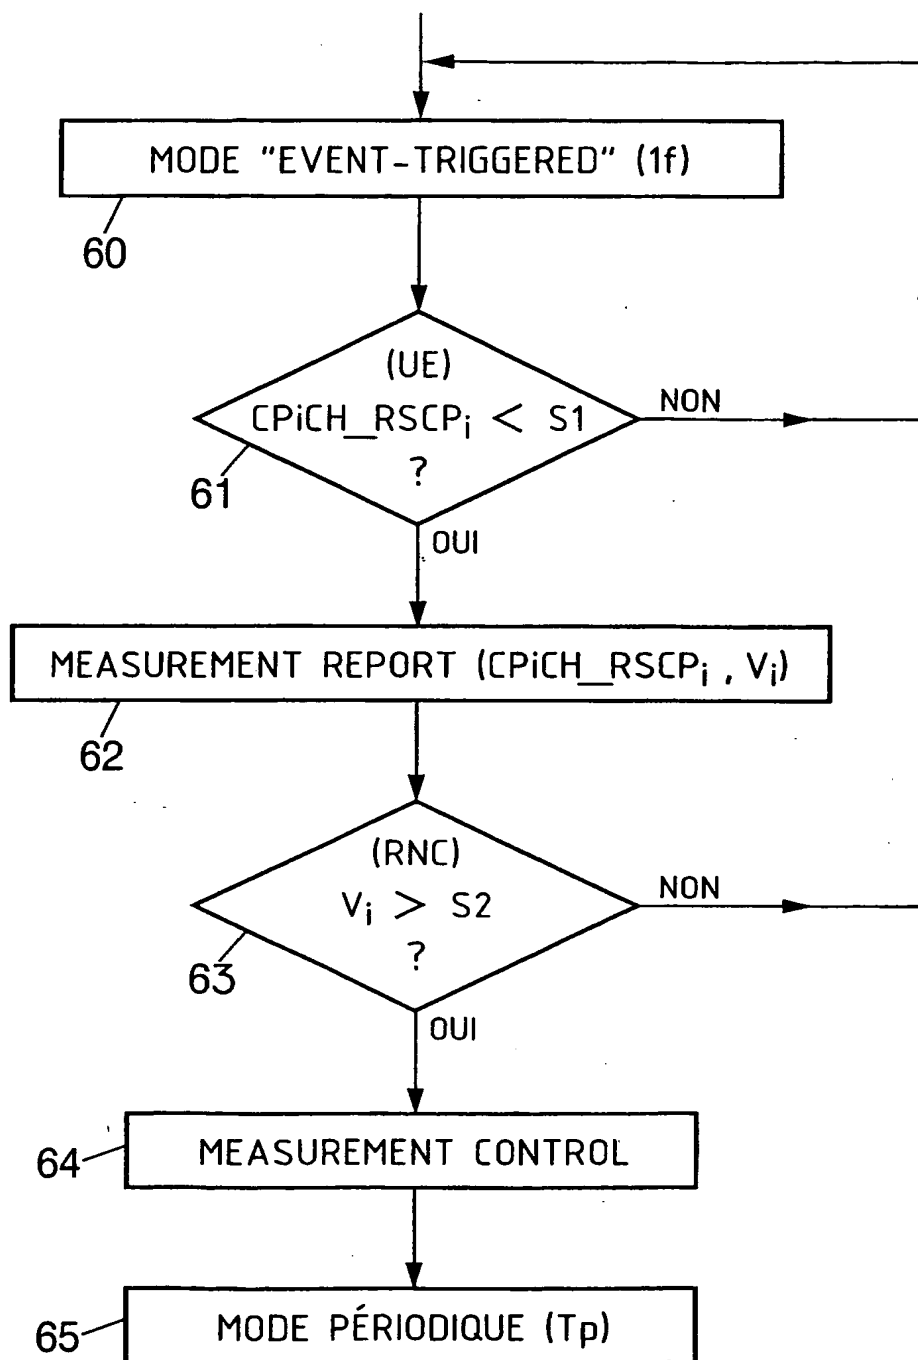 MODE "EVENT-TRIGGERED" (1f)
60
(UE)
CPiCH_RSCPi < S1
?
NON
61
OUI
MEASUREMENT REPORT (CPiCH_RSCPi , Vi)
62
(RNC)
Vi > S2
?
NON
63
OUI
MEASUREMENT CONTROL
64
MODE PÉRIODIQUE (Tp)
65